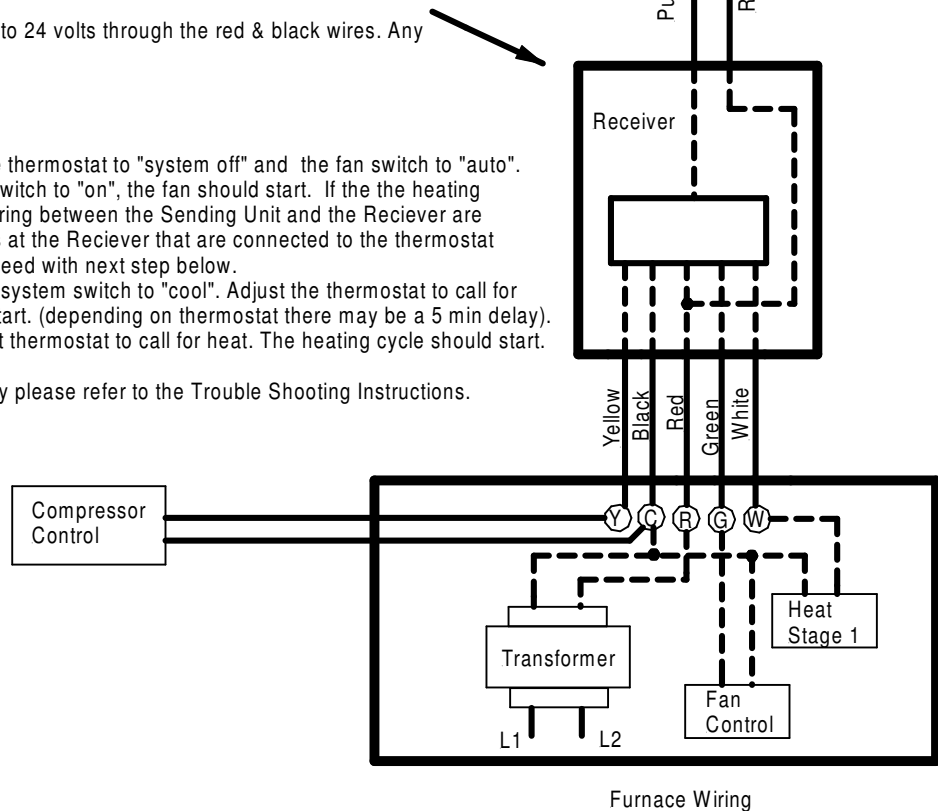 Pu
R
to 24 volts through the red & black wires. Any
Receiver
e thermostat to "system off" and the fan switch to "auto".
witch to "on", the fan should start. If the the heating
ring between the Sending Unit and the Reciever are
at the Reciever that are connected to the thermostat
eed with next step below.
system switch to "cool". Adjust the thermostat to call for
tart. (depending on thermostat there may be a 5 min delay).
t thermostat to call for heat. The heating cycle should start.
y please refer to the Trouble Shooting Instructions.
Yellow
Black
Red
Green
White
Compressor
Control
Y
C
R
G
W
Heat
Stage 1
Transformer
Fan
Control
L1
L2
Furnace Wiring